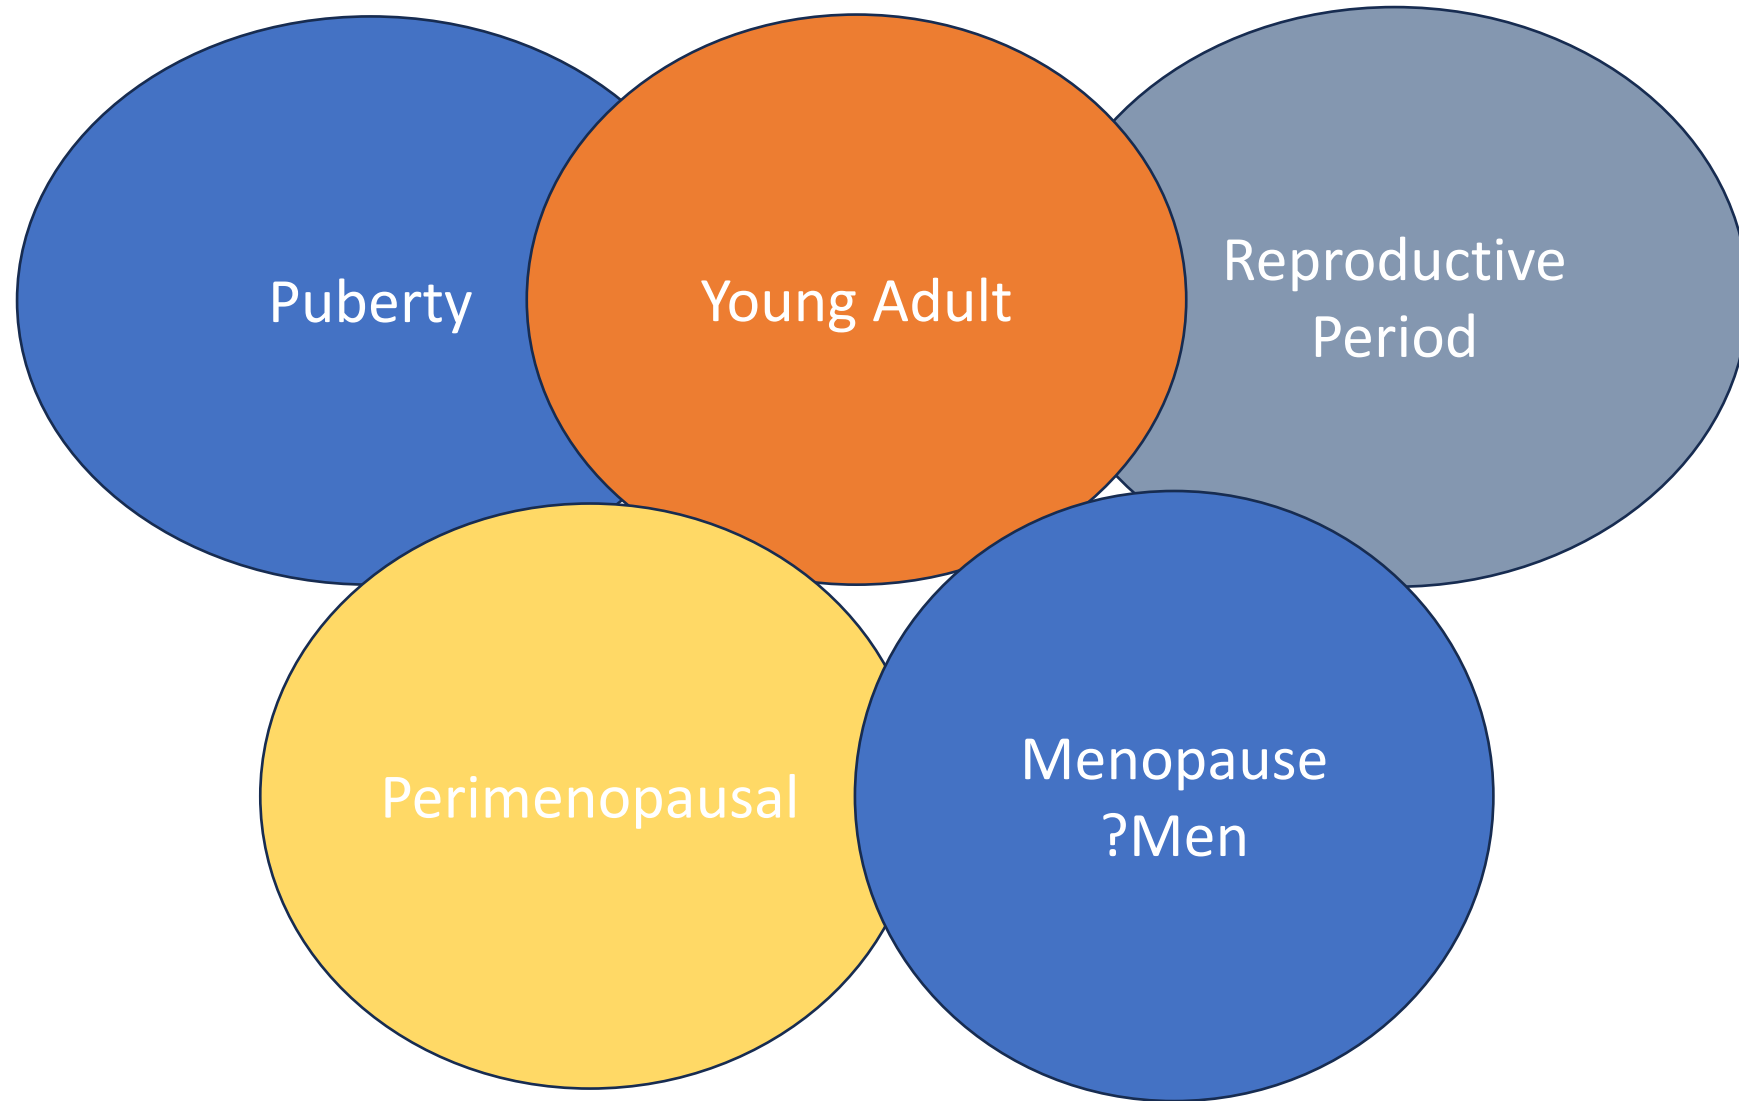 Puberty
Young Adult
Reproductive
Period
Perimenopausal
Menopause
?Men